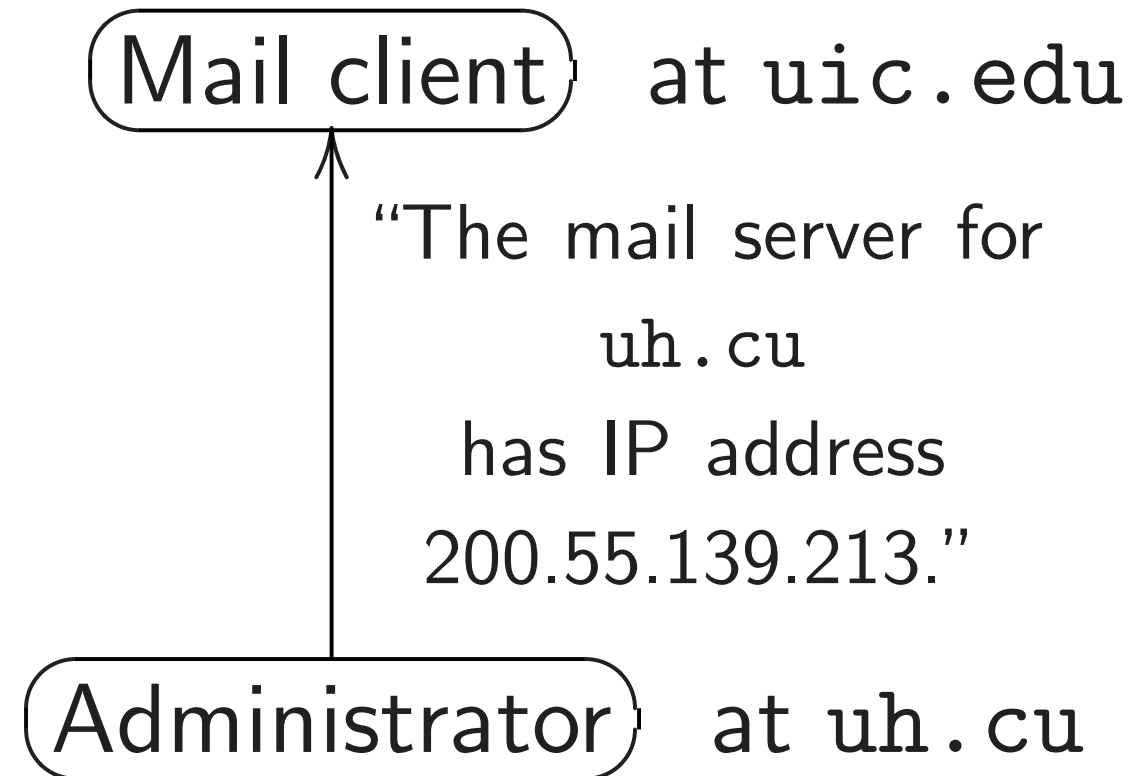 Mail client at uic.edu
“The mail server for
uh.cu
has IP address
200.55.139.213.”
Administrator at uh.cu